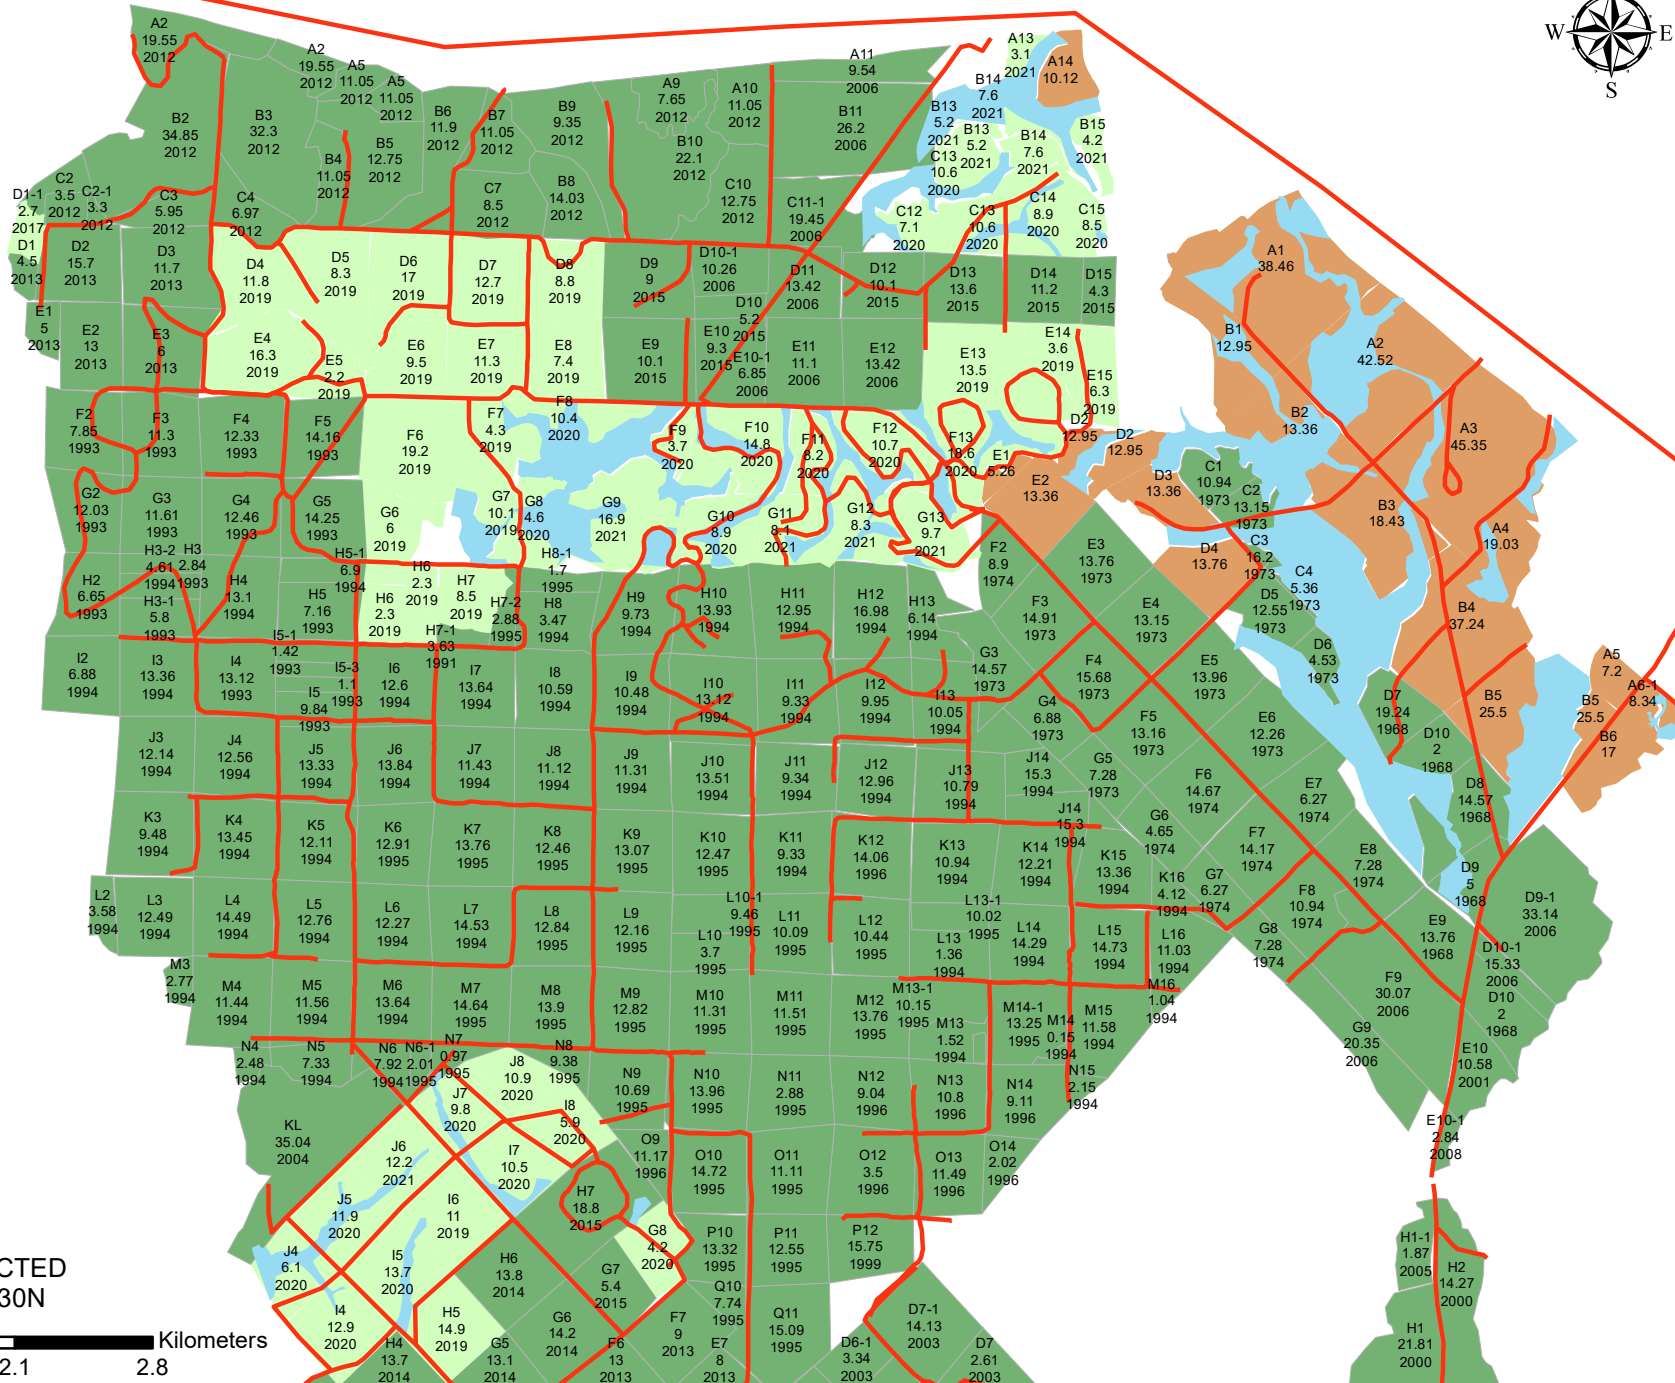 W
E
S
A2
19.55
2012
A2
19.55
2012
A5
11.05
2012
A5
11.05
2012
B6
11.9
2012
B7
11.05
2012
B9
9.35
2012
A9
7.65
2012
A10
11.05
2012
A11
9.54
2006
A13
3.1
2021
A14
10.12
B14
7.6
2021
B2
34.85
2012
B3
32.3
2012
B4
11.05
2012
B5
12.75
2012
B10
22.1
2012
B11
26.2
2006
B13
5.2
2021
B13
5.2
2021
B14
7.6
2021
B15
4.2
2021
D1-1
2.7
2017
C2
3.5
2012
C2-1
3.3
2012
C3
5.95
2012
C4
6.97
2012
C7
8.5
2012
B8
14.03
2012
C10
12.75
2012
C11-1
19.45
2006
C13
10.6
2020
C12
7.1
2020
C13
10.6
2020
C14
8.9
2020
C15
8.5
2020
D1
4.5
2013
D2
15.7
2013
D3
11.7
2013
D4
11.8
2019
D5
8.3
2019
D6
17
2019
D7
12.7
2019
D8
8.8
2019
D9
9
2015
D10-1
10.26
2006
D10
5.2
2015
D11
13.42
2006
D12
10.1
2015
D13
13.6
2015
D14
11.2
2015
D15
4.3
2015
A1
38.46
E1
5
2013
E2
13
2013
E3
6
2013
E4
16.3
2019
E5
2.2
2019
E6
9.5
2019
E7
11.3
2019
E8
7.4
2019
E9
10.1
2015
E10
9.3
2015
E10-1
6.85
2006
E11
11.1
2006
E12
13.42
2006
E13
13.5
2019
E14
3.6
2019
E15
6.3
2019
B1
12.95
A2
42.52
F2
7.85
1993
F3
11.3
1993
F4
12.33
1993
F5
14.16
1993
F6
19.2
2019
F7
4.3
2019
F8
10.4
2020
F9
3.7
2020
F10
14.8
2020
F11
8.2
2020
F12
10.7
2020
F13
18.6
2020
E1
5.26
D2
12.95
D2
12.95
B2
13.36
A3
45.35
G2
12.03
1993
G3
11.61
1993
G4
12.46
1993
G5
14.25
1993
G6
6
2019
G7
10.1
2019
G8
4.6
2020
G9
16.9
2021
G10
8.9
2020
G11
8.1
2021
G12
8.3
2021
G13
9.7
2021
E2
13.36
D3
13.36
C1
10.94
1973
C2
13.15
1973
B3
18.43
A4
19.03
H2
6.65
1993
H3-2
4.61
1994
H3
2.84
1993
H3-1
5.8
1993
H4
13.1
1994
H5-1
6.9
1994
H5
7.16
1993
H6
2.3
2019
H6
2.3
2019
H7
8.5
2019
H7-1
3.63
1991
H7-2
2.88
1995
H8-1
1.7
1995
H8
3.47
1994
H9
9.73
1994
H10
13.93
1994
H11
12.95
1994
H12
16.98
1994
H13
6.14
1994
F2
8.9
1974
E3
13.76
1973
D4
13.76
C3
16.2
1973
C4
5.36
1973
D5
12.55
1973
D6
4.53
1973
B4
37.24
F3
14.91
1973
E4
13.15
1973
I2
6.88
1994
I3
13.36
1994
I4
13.12
1993
I5-1
1.42
1993
I5-3
1.1
1993
I5
9.84
1993
I6
12.6
1994
I7
13.64
1994
I8
10.59
1994
I9
10.48
1994
I10
13.12
1994
I11
9.33
1994
I12
9.95
1994
I13
10.05
1994
G3
14.57
1973
F4
15.68
1973
E5
13.96
1973
G4
6.88
1973
F5
13.16
1973
E6
12.26
1973
D7
19.24
1968
B5
25.5
A5
7.2
A6-1
8.34
B5
25.5
B6
17
J3
12.14
1994
J4
12.56
1994
J5
13.33
1994
J6
13.84
1994
J7
11.43
1994
J8
11.12
1994
J9
11.31
1994
J10
13.51
1994
J11
9.34
1994
J12
12.96
1994
J13
10.79
1994
J14
15.3
1994
J14
15.3
1994
G5
7.28
1973
F6
14.67
1974
E7
6.27
1974
D10
2
1968
D8
14.57
1968
K3
9.48
1994
K4
13.45
1994
K5
12.11
1994
K6
12.91
1995
K7
13.76
1995
K8
12.46
1995
K9
13.07
1995
K10
12.47
1995
K11
9.33
1994
K12
14.06
1996
K13
10.94
1994
K14
12.21
1994
K15
13.36
1994
G6
4.65
1974
K16
4.12
1994
G7
6.27
1974
F7
14.17
1974
E8
7.28
1974
D9
5
1968
D9-1
33.14
2006
L2
3.58
1994
L3
12.49
1994
L4
14.49
1994
L5
12.76
1994
L6
12.27
1994
L7
14.53
1994
L8
12.84
1995
L9
12.16
1995
L10-1
9.46
1995
L10
3.7
1995
L11
10.09
1995
L12
10.44
1995
L13-1
10.02
1995
L13
1.36
1994
L14
14.29
1994
L15
14.73
1994
L16
11.03
1994
G8
7.28
1974
F8
10.94
1974
E9
13.76
1968
D10-1
15.33
2006
D10
2
1968
M3
2.77
1994
M4
11.44
1994
M5
11.56
1994
M6
13.64
1994
M7
14.64
1995
M8
13.9
1995
M9
12.82
1995
M10
11.31
1995
M11
11.51
1995
M12
13.76
1995
M13-1
10.15
1995
M13
1.52
1994
M14-1
13.25
1995
M14
0.15
1994
M15
11.58
1994
M16
1.04
1994
F9
30.07
2006
G9
20.35
2006
E10
10.58
2001
N4
2.48
1994
N5
7.33
1994
N6
7.92
1994
N6-1
2.01
1995
N7
0.97
1995
J8
10.9
2020
N8
9.38
1995
N9
10.69
1995
N10
13.96
1995
N11
2.88
1995
N12
9.04
1996
N13
10.8
1996
N14
9.11
1996
N15
2.15
1994
E10-1
2.84
2008
KL
35.04
2004
J7
9.8
2020
I8
5.9
2020
J6
12.2
2021
I7
10.5
2020
O9
11.17
1996
O10
14.72
1995
O11
11.11
1995
O12
3.5
1996
O13
11.49
1996
O14
2.02
1996
J5
11.9
2020
I6
11
2019
H7
18.8
2015
G8
4.2
2020
P10
13.32
1995
P11
12.55
1995
P12
15.75
1999
H1-1
1.87
2005
H2
14.27
2000
J4
6.1
2020
I5
13.7
2020
H6
13.8
2014
G7
5.4
2015
Q10
7.74
1995
Q11
15.09
1995
I4
12.9
2020
H5
14.9
2019
G6
14.2
2014
F7
9
2013
D7-1
14.13
2003
H1
21.81
2000
H4
13.7
2014
G5
13.1
2014
F6
13
2013
E7
8
2013
D6-1
3.34
2003
D7
2.61
2003
CTED
30N
Kilometers
2.1
2.8